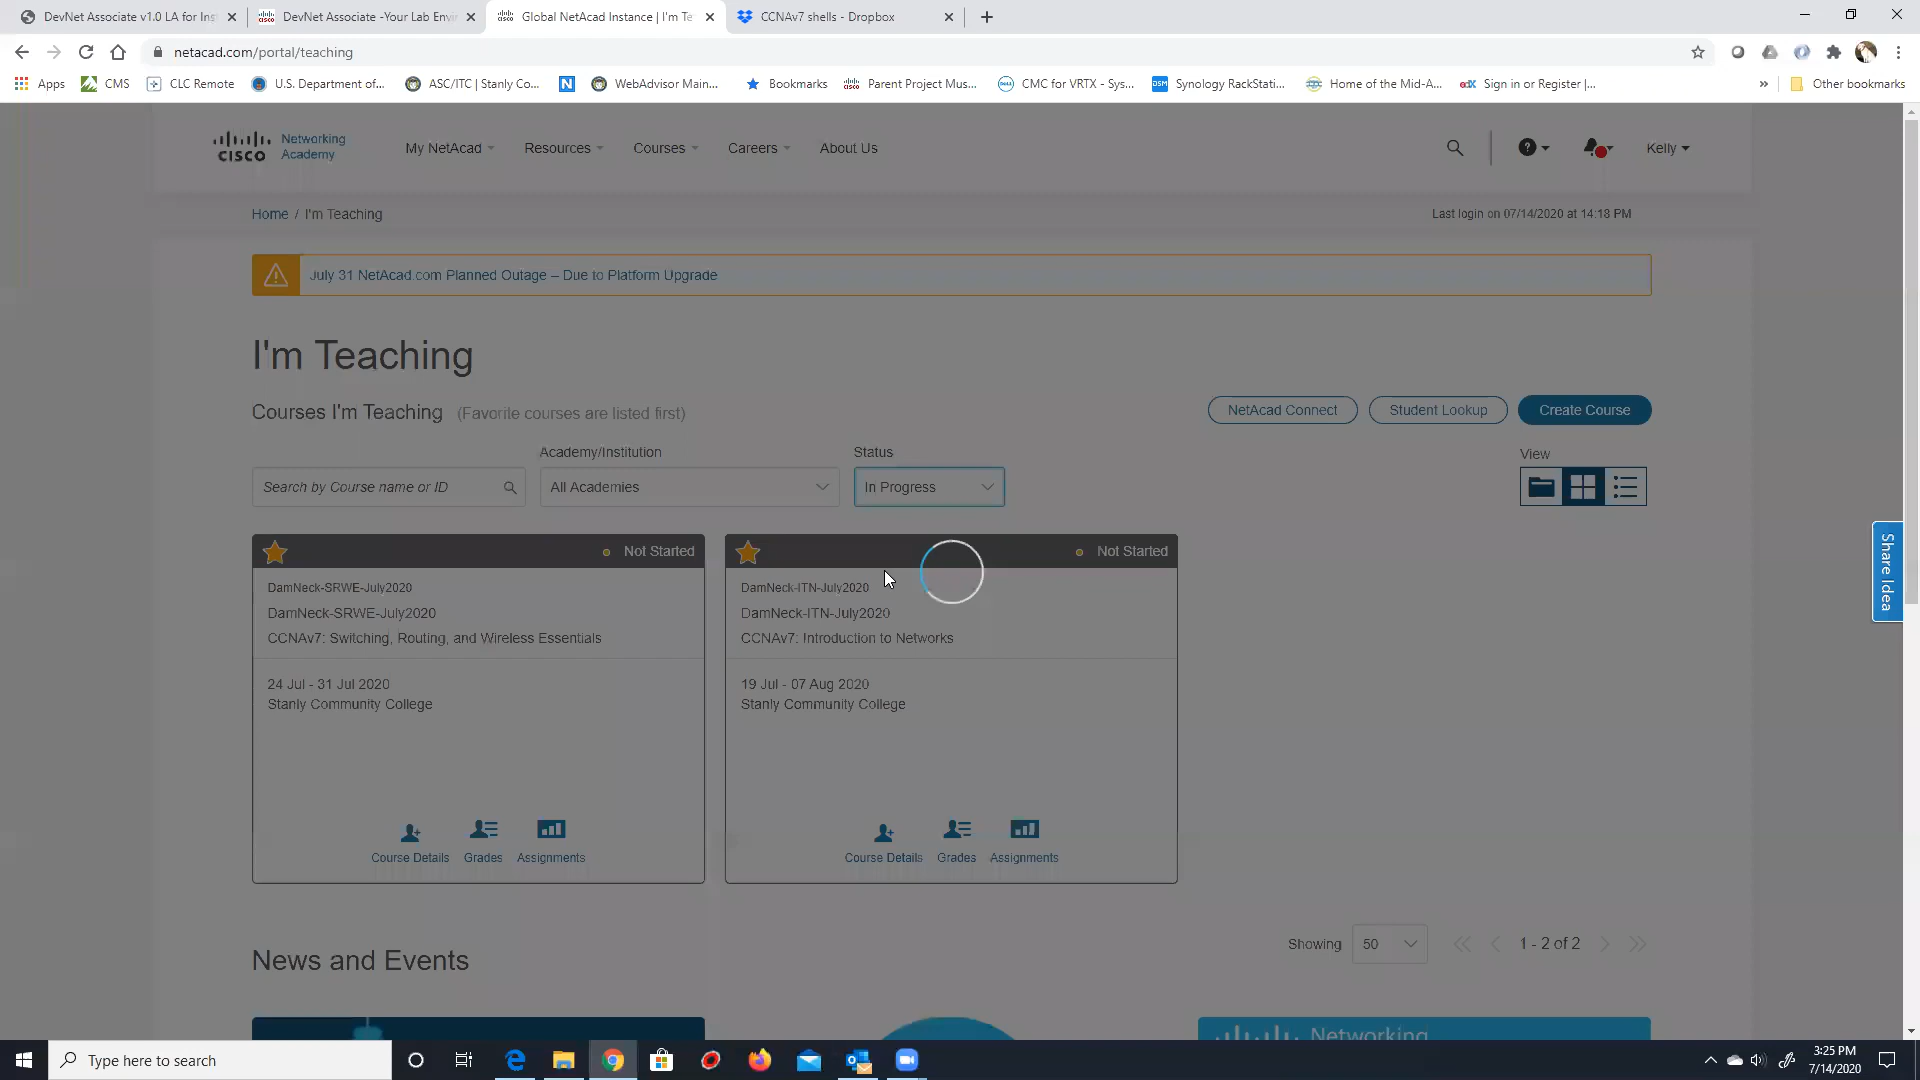 DevNet Associate v1.0 LA for Inst
DevNet Associate -Your Lab Envir
Global NetAcad Instance | I'm Te
CCNAv7 shells - Dropbox
netacad.com/portal/teaching
Apps
CMS
CLC Remote
U.S. Department of...
ASC/ITC | Stanly Co...
N
WebAdvisor Main...
Bookmarks
Parent Project Mus...
CMC for VRTX - Sys...
Synology RackStati...
Home of the Mid-A...
Sign in or Register |...
Other bookmarks
CISCO
Networking
Academy
My NetAcad
Resources
Courses
Careers
About Us
Kelly
Home / I'm Teaching
Last login on 07/14/2020 at 14:18 PM
July 31 NetAcad.com Planned Outage – Due to Platform Upgrade
I'm Teaching
Courses I'm Teaching (Favorite courses are listed first)
NetAcad Connect
Student Lookup
Create Course
Academy/Institution
Status
View
Search by Course name or ID
All Academies
In Progress
Not Started
DamNeck-SRWE-July2020
DamNeck-SRWE-July2020
CCNAv7: Switching, Routing, and Wireless Essentials
24 Jul - 31 Jul 2020
Stanly Community College
Course Details
Grades
Assignments
Not Started
DamNeck-ITN-July2020
DamNeck-ITN-July2020
CCNAv7: Introduction to Networks
19 Jul - 07 Aug 2020
Stanly Community College
Course Details
Grades
Assignments
Share Idea
Showing
50
1 - 2 of 2
News and Events
Networking
Type here to search
3:25 PM
7/14/2020